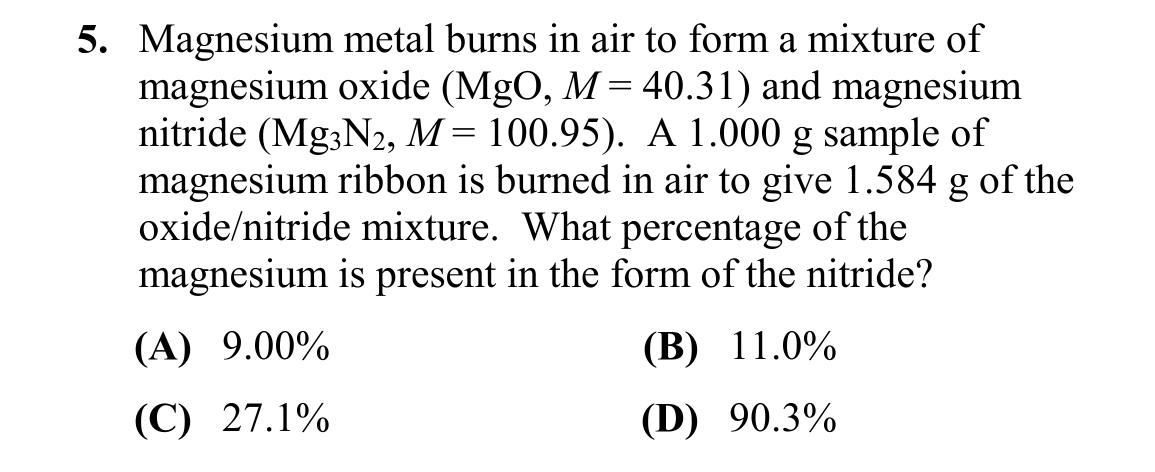 5. Magnesium metal burns in air to form a mixture of
magnesium oxide (MgO, M = 40.31) and magnesium
nitride (Mg₃N₂, M = 100.95). A 1.000 g sample of
magnesium ribbon is burned in air to give 1.584 g of the
oxide/nitride mixture. What percentage of the
magnesium is present in the form of the nitride?
(A) 9.00% (B) 11.0%
(C) 27.1% (D) 90.3%